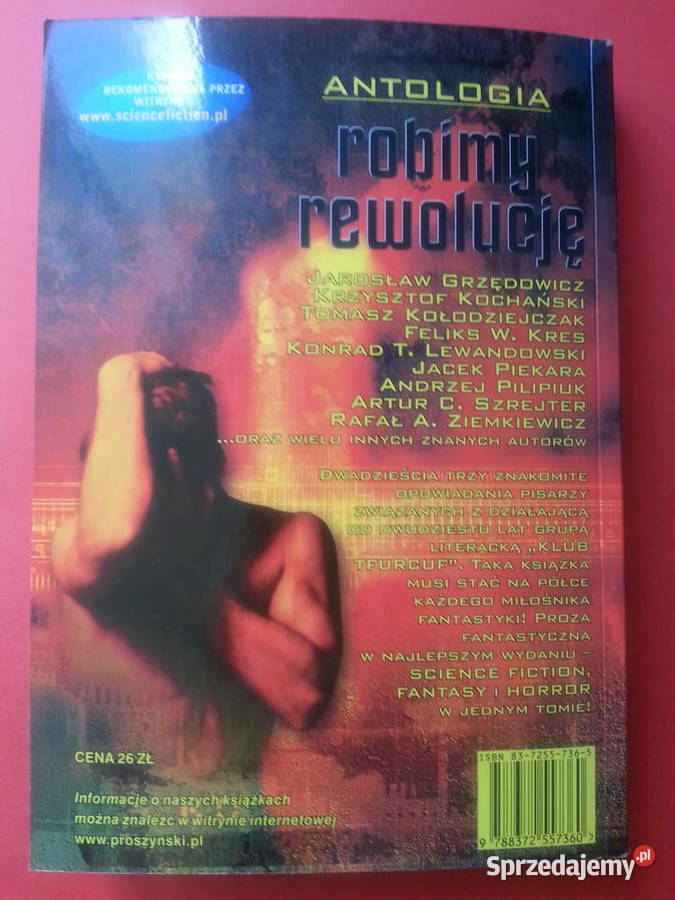 REKOMENDOWANA PRZEZ
WITRYNĘ
www.sciencefiction.pl
ANTOLOGIA
robimy
rewolucję
JAROSŁAW GRZĘDOWICZ
KRZYSZTOF KOCHAŃSKI
TOMASZ KOŁODZIEJCZAK
FELIKS W. KRES
KONRAD T. LEWANDOWSKI
JACEK PIEKARA
ANDRZEJ PILIPIUK
ARTUR C. SZREJTER
RAFAŁ A. ZIEMKIEWICZ
...ORAZ WIELU INNYCH ZNANYCH AUTORÓW
DWADZIEŚCIA TRZY ZNAKOMITE
OPOWIADANIA PISARZY
ZWIĄZANYCH Z DZIAŁAJĄCĄ
OD DWUDZIESTU LAT GRUPĄ
LITERACKĄ „KLUB
TFURCUF". TAKA KSIĄŻKA
MUSI STAĆ NA PÓŁCE
KAŻDEGO MIŁOŚNIKA
FANTASTYKI! PROZA
FANTASTYCZNA
W NAJLEPSZYM WYDANIU –
SCIENCE FICTION,
FANTASY I HORROR
W JEDNYM TOMIE!
CENA 26 ZŁ
Informacje o naszych książkach
można znaleźć w witrynie internetowej
www.proszynski.pl
ISBN 83-7255-736-5
9 788372 557360 >
Sprzedajemy.pl